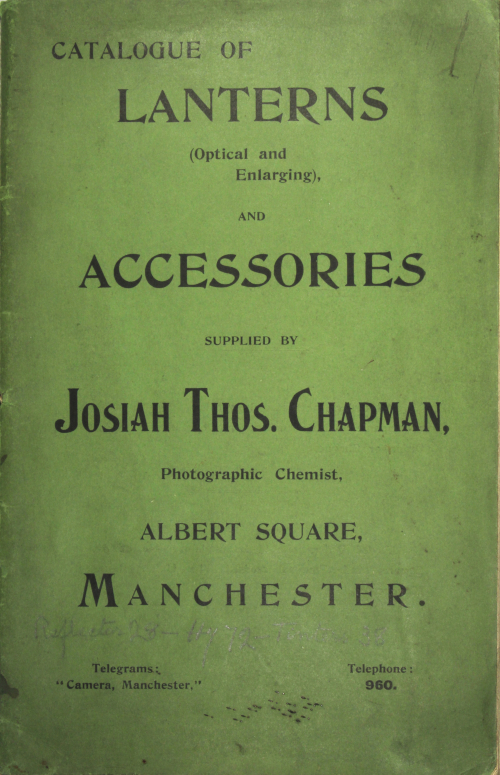 CATALOGUE OF
LANTERNS
(Optical and
Enlarging),
AND
ACCESSORIES
SUPPLIED BY
JOSIAH THOS. CHAPMAN,
Photographic Chemist,
ALBERT SQUARE,
MANCHESTER.
Telegrams:
"Camera, Manchester."
Telephone:
960.